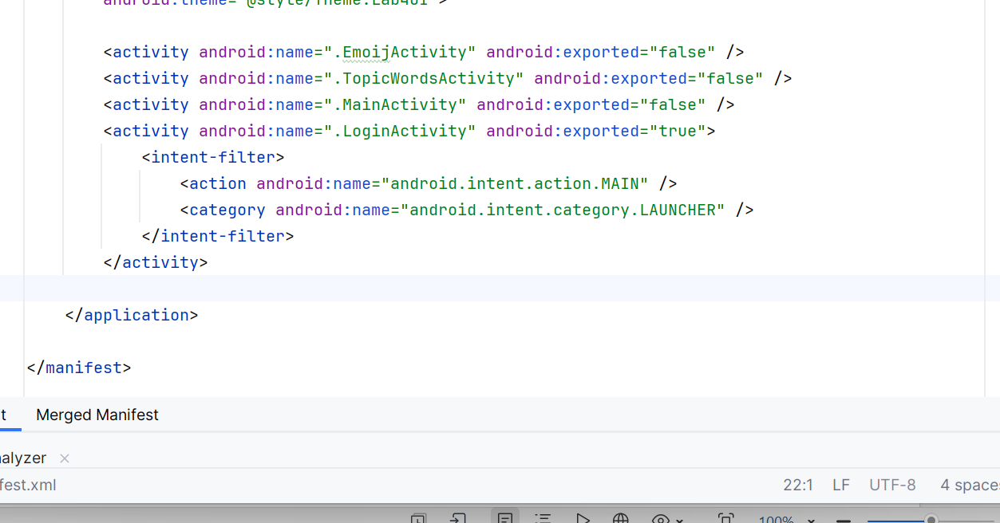 android:theme="@style/Theme.Lab4UI">
<activity android:name=".EmoijActivity" android:exported="false" />
<activity android:name=".TopicWordsActivity" android:exported="false" />
<activity android:name=".MainActivity" android:exported="false" />
<activity android:name=".LoginActivity" android:exported="true">
<intent-filter>
<action android:name="android.intent.action.MAIN" />
<category android:name="android.intent.category.LAUNCHER" />
</intent-filter>
</activity>
</application>
</manifest>
t Merged Manifest
nalyzer ×
fest.xml 22:1 LF UTF-8 4 spaces
100%